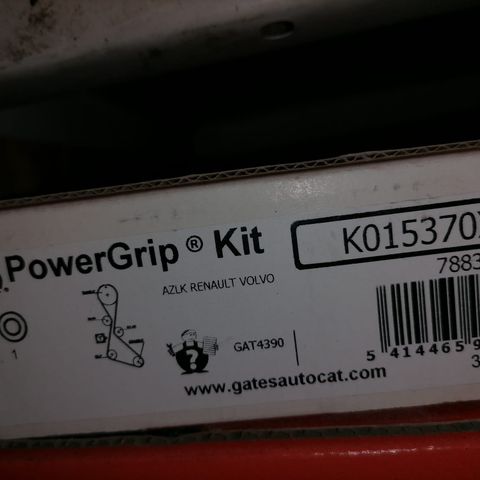 PowerGrip ® Kit
K015370
7883
AZLK RENAULT VOLVO
GAT4390
1
?
5 414465 9
3
www.gatesautocat.com